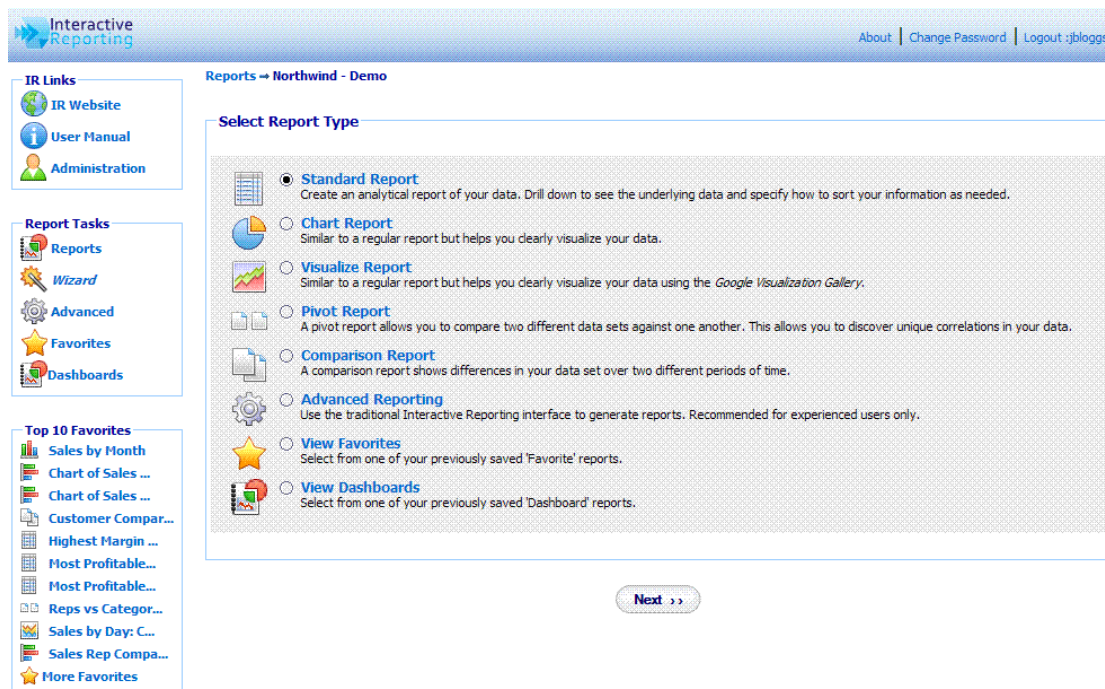 Interactive
Reporting
About | Change Password | Logout :jbloggs
IR Links
IR Website
User Manual
Administration
Report Tasks
Reports
Wizard
Advanced
Favorites
Dashboards
Top 10 Favorites
Sales by Month
Chart of Sales ...
Chart of Sales ...
Customer Compar...
Highest Margin ...
Most Profitable...
Most Profitable...
Reps vs Categor...
Sales by Day: C...
Sales Rep Compa...
More Favorites
Reports ⇒ Northwind - Demo
Select Report Type
Standard Report
Create an analytical report of your data. Drill down to see the underlying data and specify how to sort your information as needed.
Chart Report
Similar to a regular report but helps you clearly visualize your data.
Visualize Report
Similar to a regular report but helps you clearly visualize your data using the Google Visualization Gallery.
Pivot Report
A pivot report allows you to compare two different data sets against one another. This allows you to discover unique correlations in your data.
Comparison Report
A comparison report shows differences in your data set over two different periods of time.
Advanced Reporting
Use the traditional Interactive Reporting interface to generate reports. Recommended for experienced users only.
View Favorites
Select from one of your previously saved 'Favorite' reports.
View Dashboards
Select from one of your previously saved 'Dashboard' reports.
Next ››